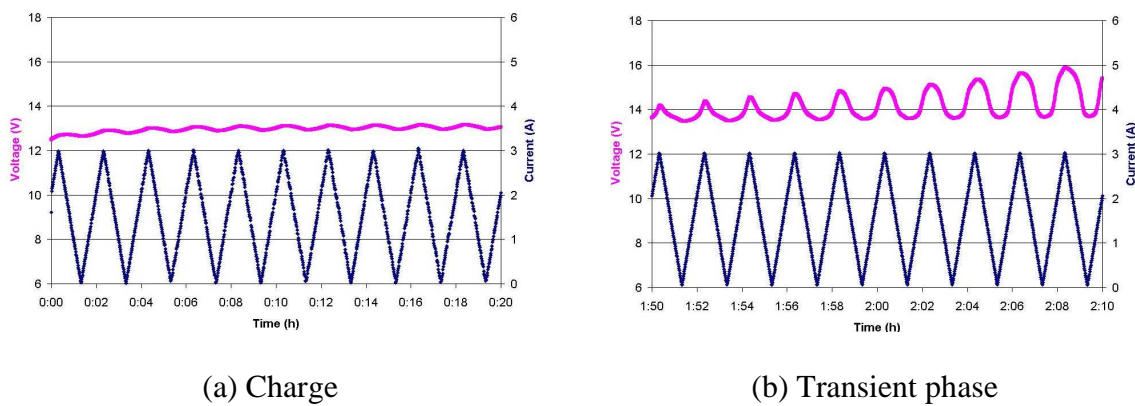 18
16
14
12
10
8
6
Voltage (V)
6
5
4
3
2
1
0
Current (A)
0:00 0:02 0:04 0:06 0:08 0:10 0:12 0:14 0:16 0:18 0:20
Time (h)
(a) Charge
18
16
14
12
10
8
6
Voltage (V)
6
5
4
3
2
1
0
Current (A)
1:50 1:52 1:54 1:56 1:58 2:00 2:02 2:04 2:06 2:08 2:10
Time (h)
(b) Transient phase